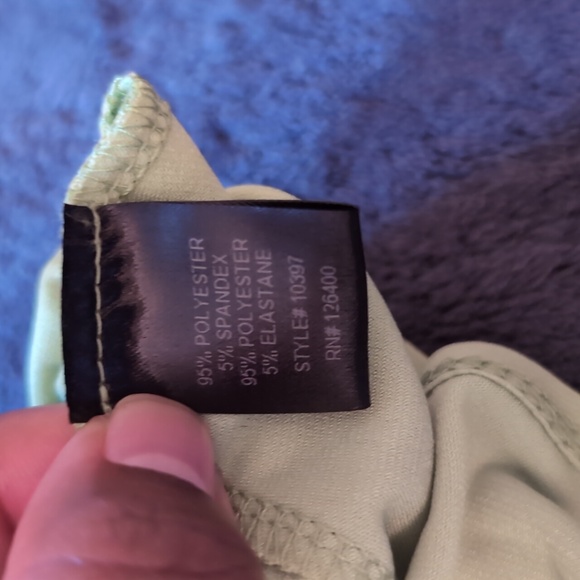 95% POLYESTER
5% SPANDEX
95% POLYESTER
5% ELASTANE
STYLE# 10397
RN# 126400